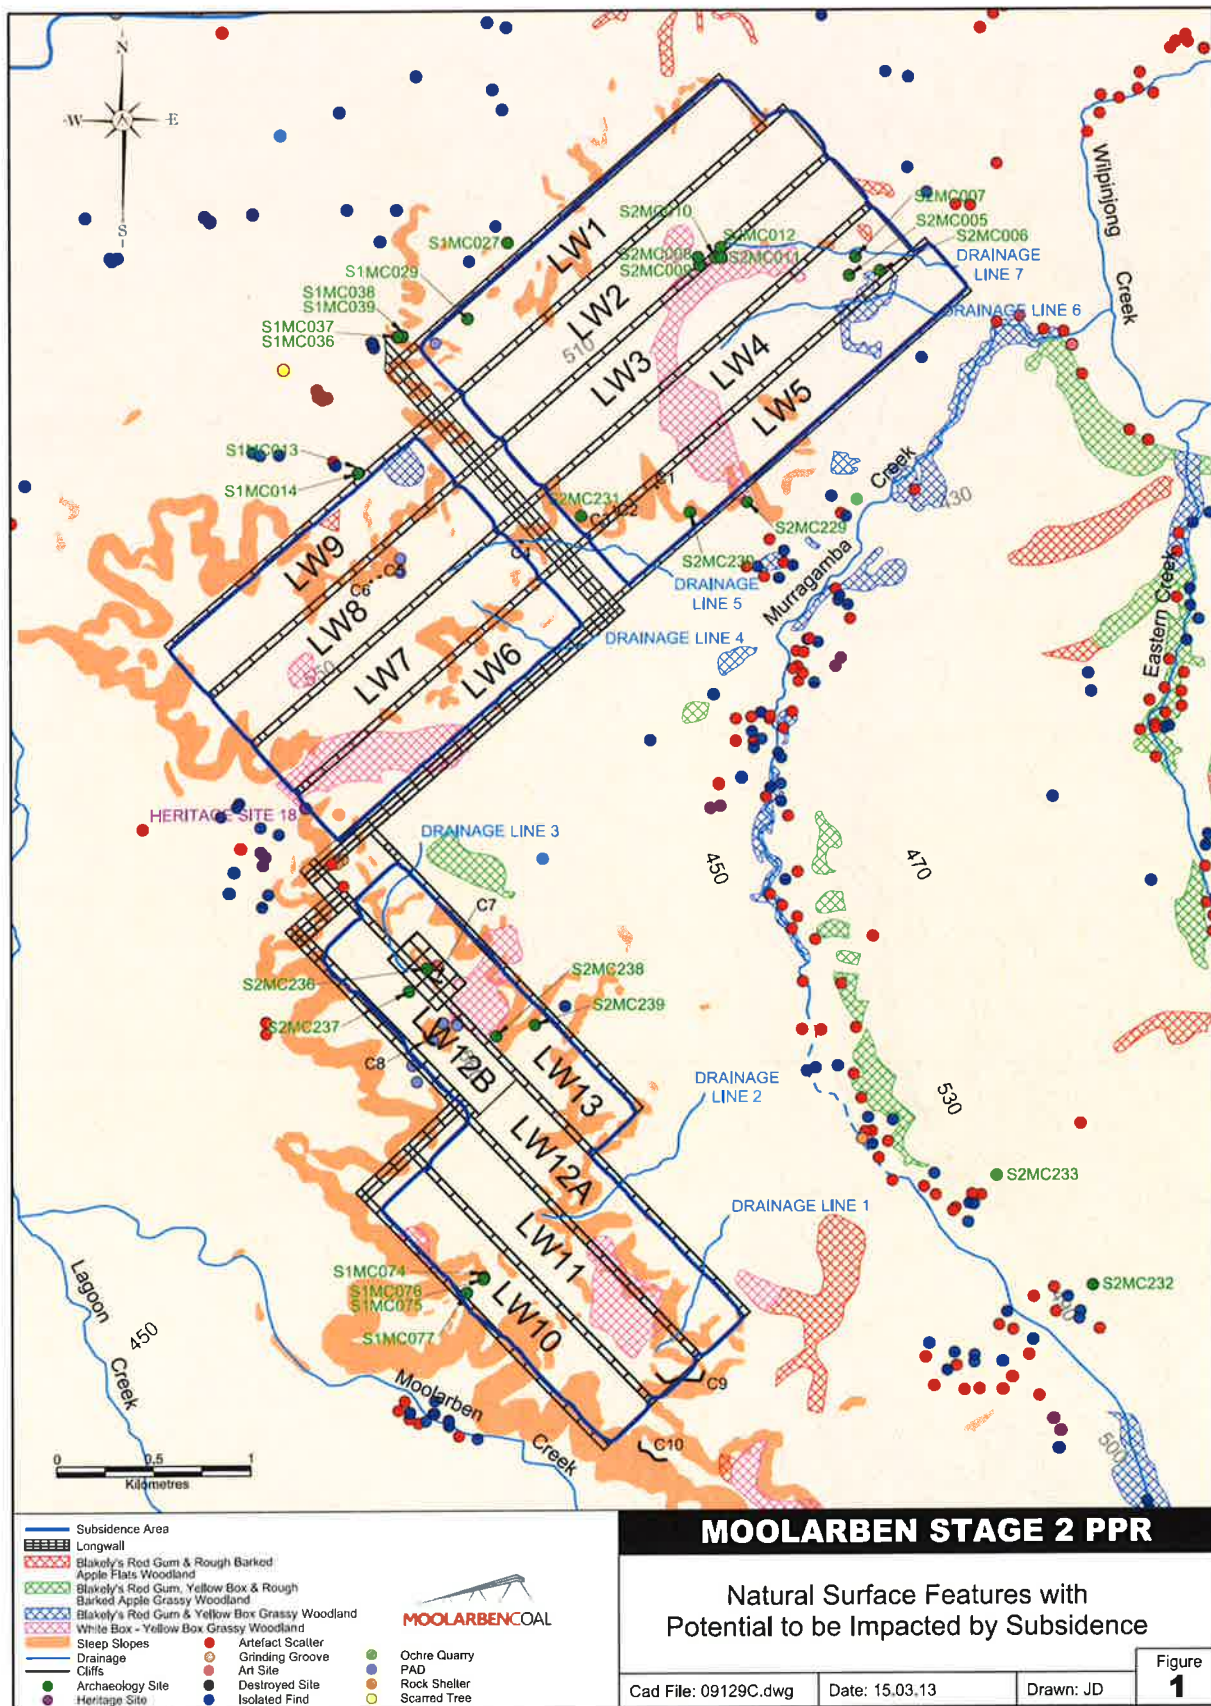 N
W
E
S
Wilpinjong
Creek
S2MC010
S2MC007
S2MC005
S2MC012
S2MC006
S1MC027
S2MC008
S2MC011
S2MC009
DRAINAGE
LINE 7
S1MC029
LW1
S1MC038
S1MC039
DRAINAGE LINE 6
S1MC037
S1MC036
LW2
510
LW3
LW4
LW5
S1MC013
S1MC014
Creek
430
C1
S2MC231
C2
C3
S2MC229
S2MC230
LW9
C4
C5
C6
DRAINAGE
LINE 5
Murragamba
Eastern Creek
LW8
DRAINAGE LINE 4
LW7
LW6
550
HERITAGE SITE 18
DRAINAGE LINE 3
450
470
C7
S2MC236
S2MC238
S2MC239
S2MC237
C8
LW12B
LW13
DRAINAGE
LINE 2
530
LW12A
S2MC233
DRAINAGE LINE 1
LW11
Lagoon
Creek
450
S1MC074
S1MC076
S1MC075
S2MC232
490
LW10
S1MC077
C9
Moolarben
Creek
C10
500
0 0.5 1
Kilometres
Subsidence Area
Longwall
Blakely's Red Gum & Rough Barked
Apple Flats Woodland
Blakely's Red Gum, Yellow Box & Rough
Barked Apple Grassy Woodland
Blakely's Red Gum & Yellow Box Grassy Woodland
White Box - Yellow Box Grassy Woodland
Steep Slopes
Drainage
Cliffs
Archaeology Site
Heritage Site
Artefact Scatter
Grinding Groove
Art Site
Destroyed Site
Isolated Find
Ochre Quarry
PAD
Rock Shelter
Scarred Tree
MOOLARBENCOAL
MOOLARBEN STAGE 2 PPR
Natural Surface Features with
Potential to be Impacted by Subsidence
Cad File: 09129C.dwg
Date: 15.03.13
Drawn: JD
Figure
1